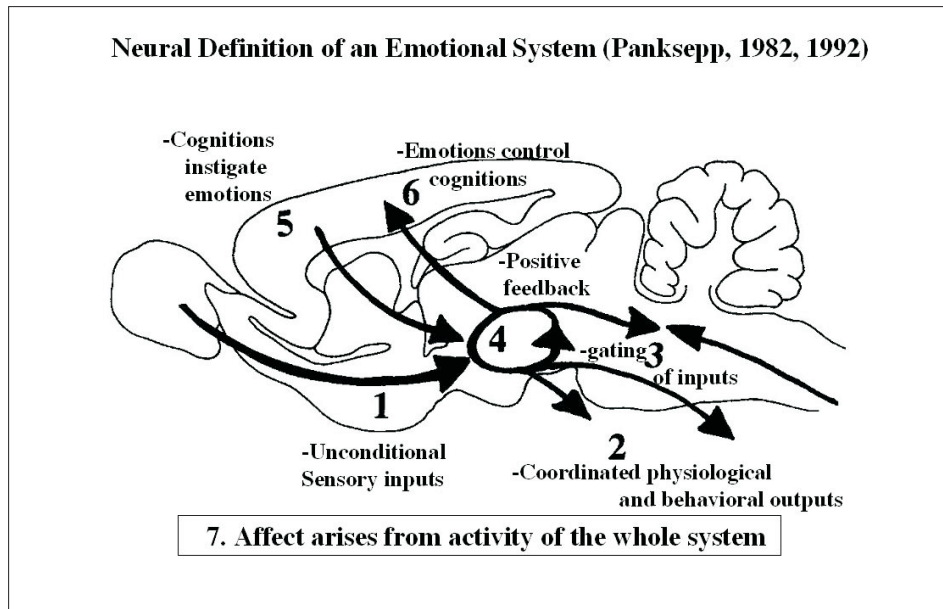 Neural Definition of an Emotional System (Panksepp, 1982, 1992)
-Cognitions
instigate
emotions
5
-Emotions control
cognitions
6
-Positive
feedback
4
-gating
3
of inputs
1
-Unconditional
Sensory inputs
2
-Coordinated physiological
and behavioral outputs
7. Affect arises from activity of the whole system